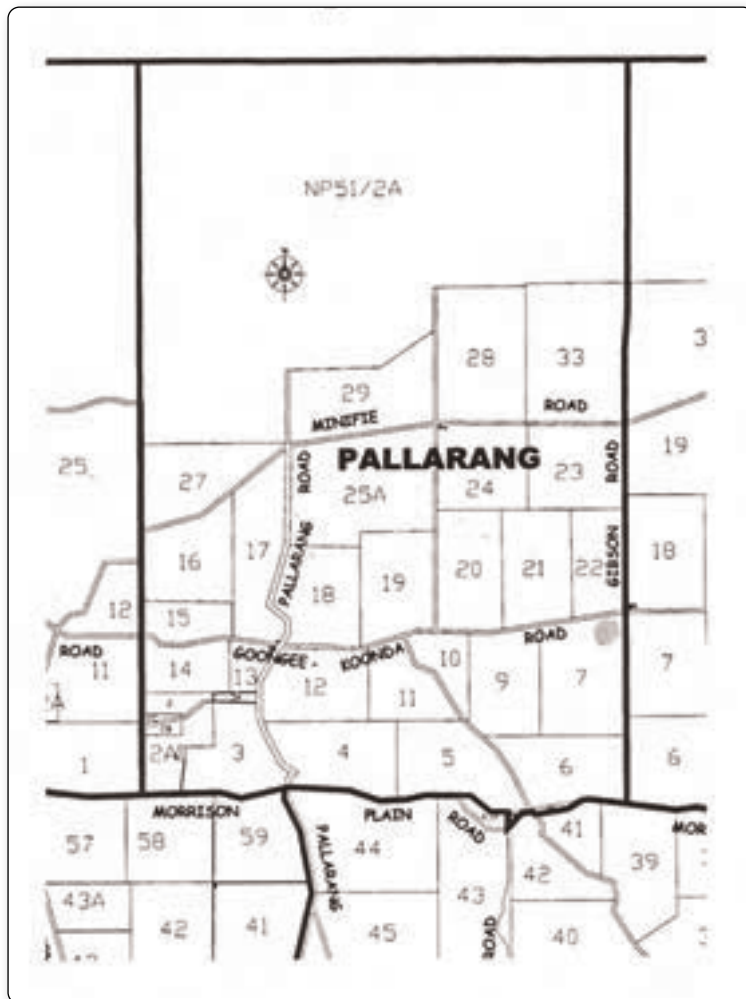 NP51/2A
28
33
3
29
MINIFIE
ROAD
19
25
27
ROAD
PALLARANG
23
ROAD
25A
24
16
17
PALLARANG
GIBSON
18
12
15
18
19
20
21
22
ROAD
11
14
13
GOONGEE
KOONDA
ROAD
12
10
9
7
7
11
1
2A
3
4
5
6
6
MORRISON
PLAIN
ROAD
MOR
57
58
59
PALLARANG
44
41
39
43A
42
41
45
43
42
ROAD
40